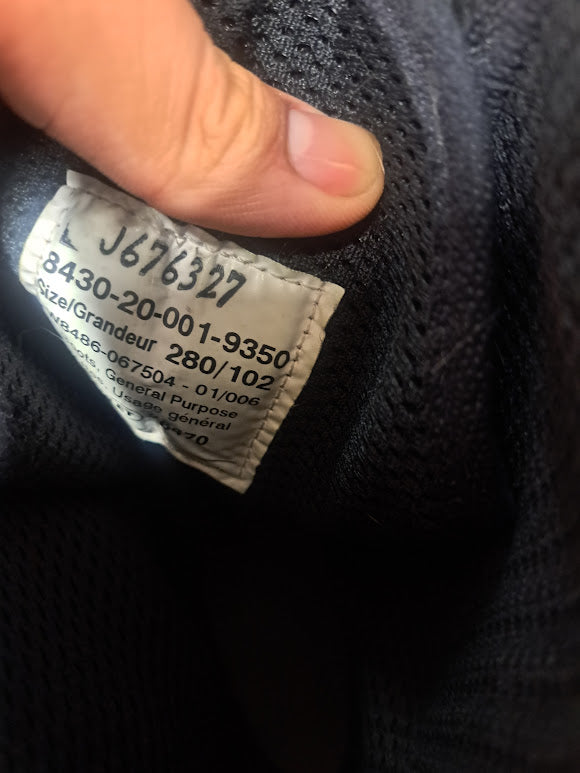 L J676327
8430-20-001-9350
Size/Grandeur 280/102
W8486-067504 - 01/006
General Purpose
Usage général